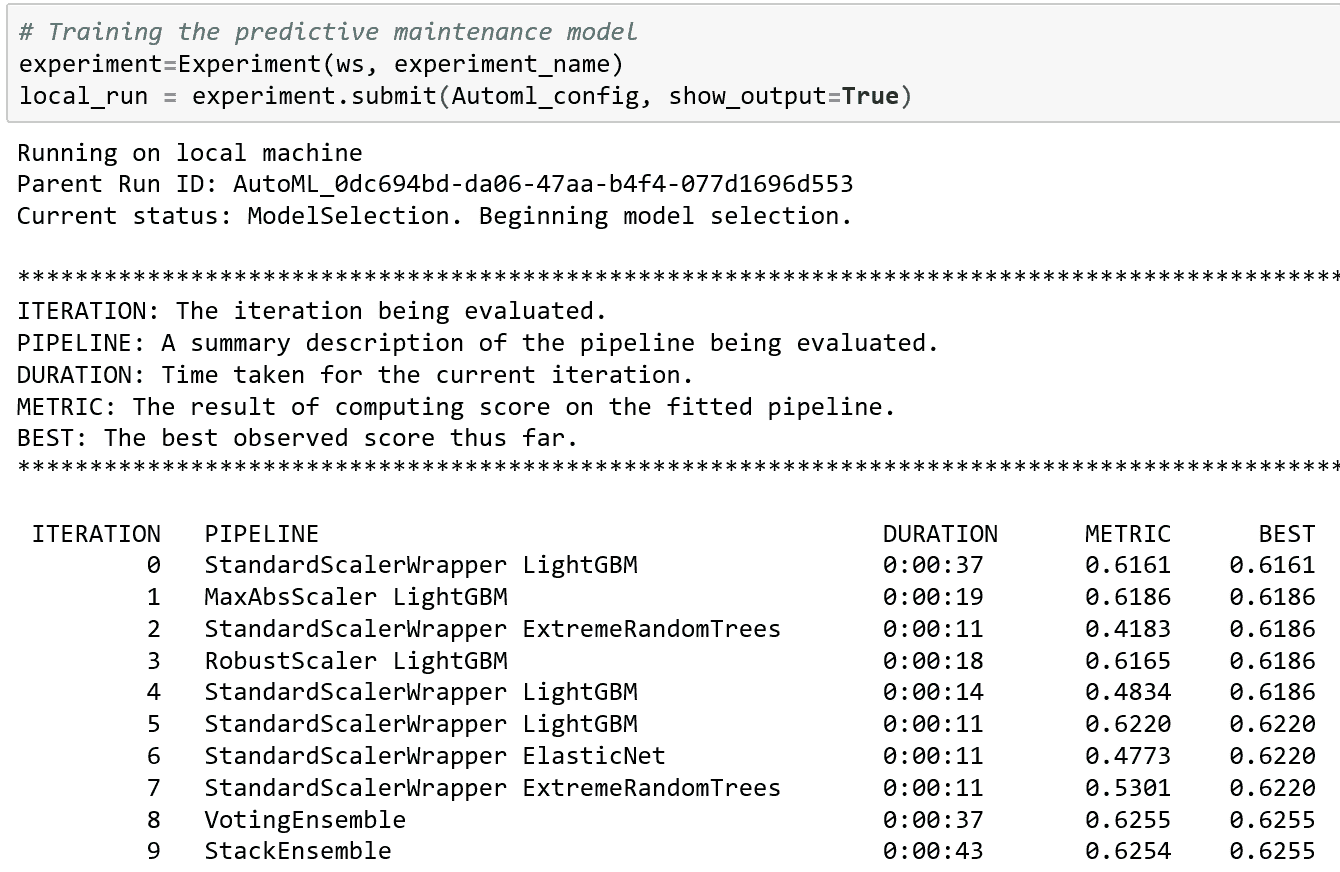 # Training the predictive maintenance model
experiment=Experiment(ws, experiment_name)
local_run = experiment.submit(Automl_config, show_output=True)
Running on local machine
Parent Run ID: AutoML_0dc694bd-da06-47aa-b4f4-077d1696d553
Current status: ModelSelection. Beginning model selection.
********************************************************************************************
ITERATION: The iteration being evaluated.
PIPELINE: A summary description of the pipeline being evaluated.
DURATION: Time taken for the current iteration.
METRIC: The result of computing score on the fitted pipeline.
BEST: The best observed score thus far.
********************************************************************************************
ITERATION PIPELINE DURATION METRIC BEST
0 StandardScalerWrapper LightGBM 0:00:37 0.6161 0.6161
1 MaxAbsScaler LightGBM 0:00:19 0.6186 0.6186
2 StandardScalerWrapper ExtremeRandomTrees 0:00:11 0.4183 0.6186
3 RobustScaler LightGBM 0:00:18 0.6165 0.6186
4 StandardScalerWrapper LightGBM 0:00:14 0.4834 0.6186
5 StandardScalerWrapper LightGBM 0:00:11 0.6220 0.6220
6 StandardScalerWrapper ElasticNet 0:00:11 0.4773 0.6220
7 StandardScalerWrapper ExtremeRandomTrees 0:00:11 0.5301 0.6220
8 VotingEnsemble 0:00:37 0.6255 0.6255
9 StackEnsemble 0:00:43 0.6254 0.6255